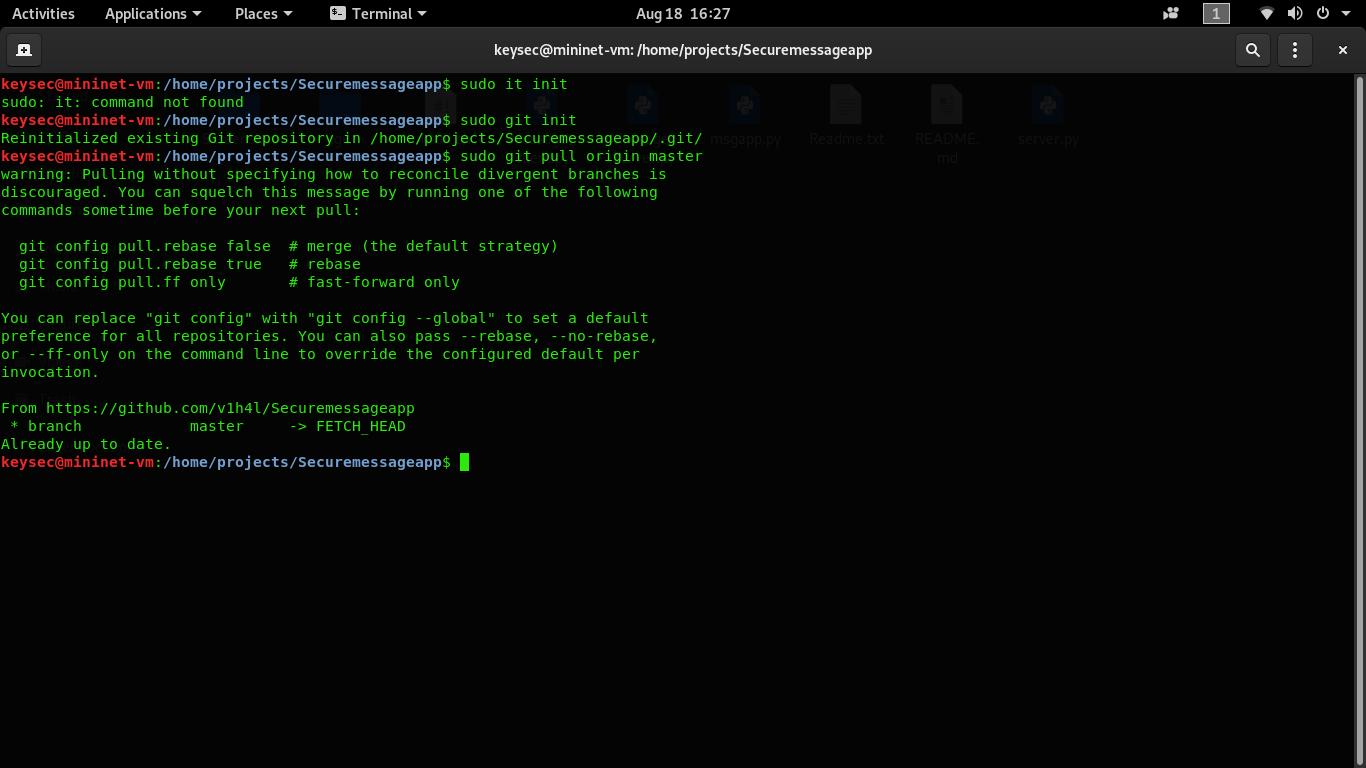 Activities Applications Places Terminal Aug 18 16:27 1
keysec@mininet-vm: /home/projects/Securemessageapp
keysec@mininet-vm:/home/projects/Securemessageapp$ sudo it init
sudo: it: command not found
keysec@mininet-vm:/home/projects/Securemessageapp$ sudo git init
Reinitialized existing Git repository in /home/projects/Securemessageapp/.git/
msgapp.py Readme.txt README. server.py
md
keysec@mininet-vm:/home/projects/Securemessageapp$ sudo git pull origin master
warning: Pulling without specifying how to reconcile divergent branches is
discouraged. You can squelch this message by running one of the following
commands sometime before your next pull:

  git config pull.rebase false  # merge (the default strategy)
  git config pull.rebase true   # rebase
  git config pull.ff only       # fast-forward only

You can replace "git config" with "git config --global" to set a default
preference for all repositories. You can also pass --rebase, --no-rebase,
or --ff-only on the command line to override the configured default per
invocation.

From https://github.com/v1h4l/Securemessageapp
 * branch            master     -> FETCH_HEAD
Already up to date.
keysec@mininet-vm:/home/projects/Securemessageapp$